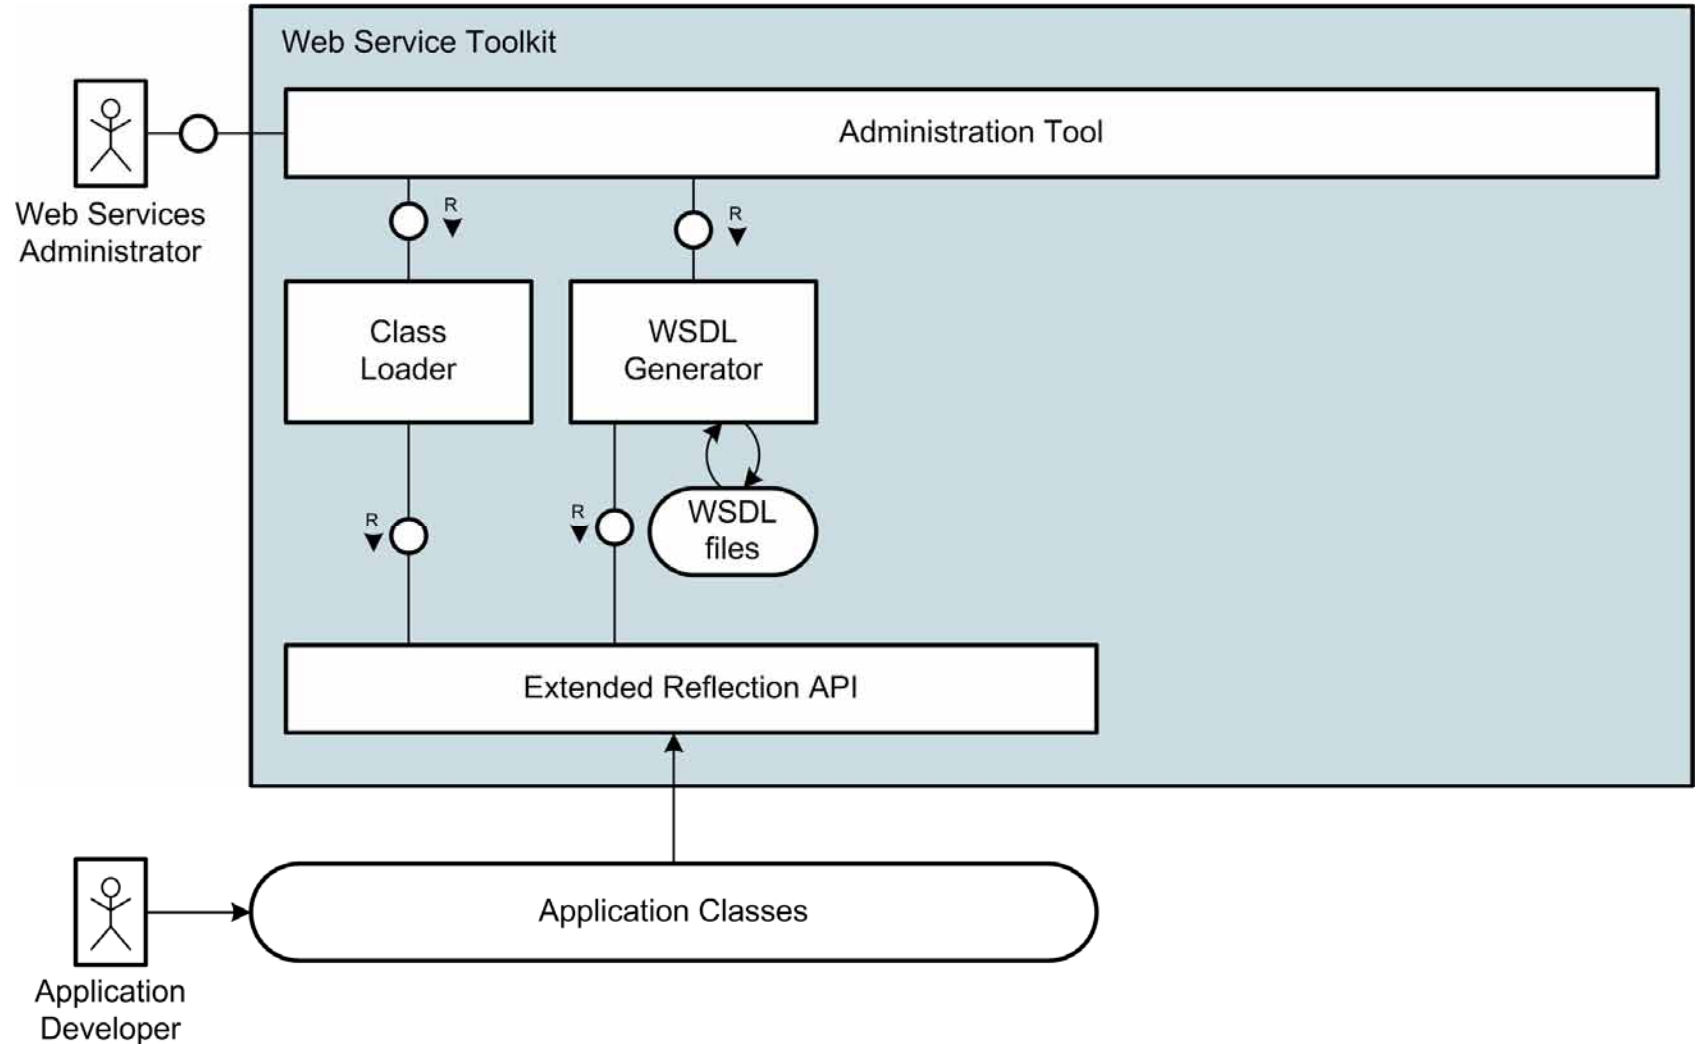 Web Service Toolkit
Administration Tool
Web Services
Administrator
R
R
Class
Loader
WSDL
Generator
R
R
WSDL
files
Extended Reflection API
Application Classes
Application
Developer